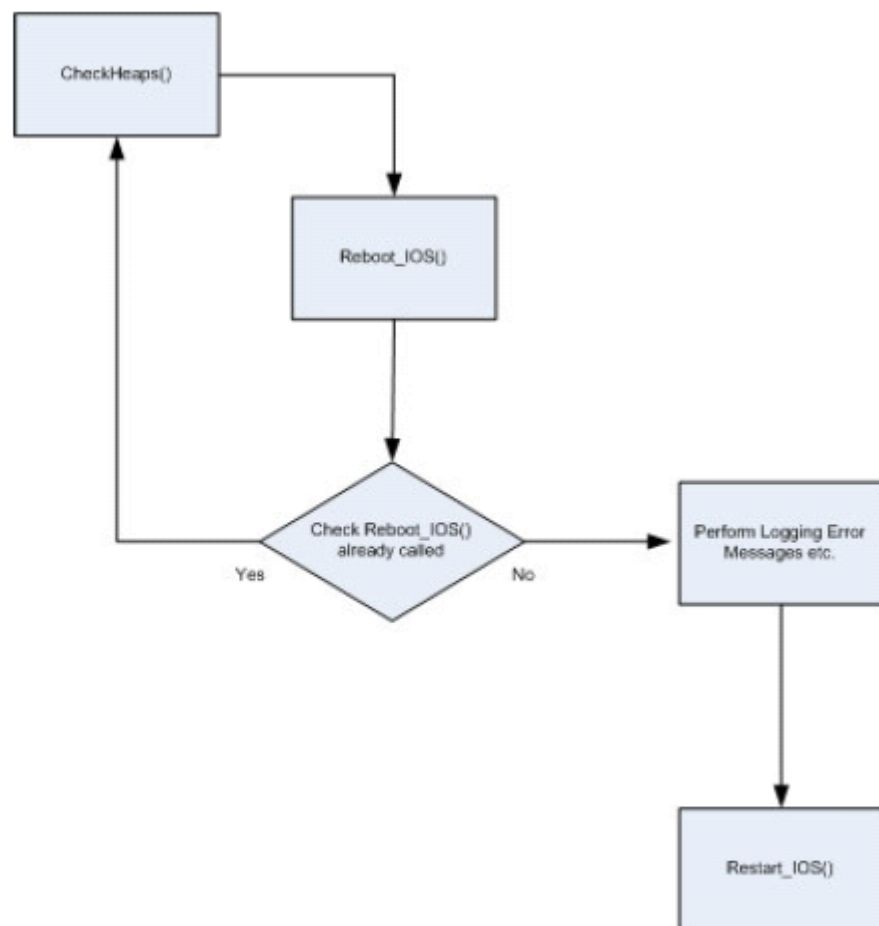 CheckHeaps()
Reboot_IOS()
Check Reboot_IOS()
already called
Yes
No
Perform Logging Error
Messages etc.
Restart_IOS()